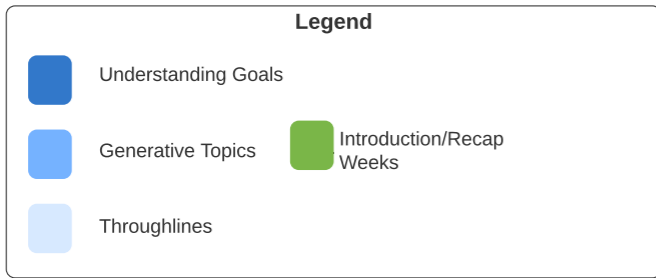 Legend
Understanding Goals
Generative Topics
Introduction/Recap
Weeks
Throughlines